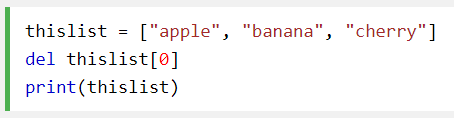 thislist = ["apple", "banana", "cherry"]
del thislist[0]
print(thislist)